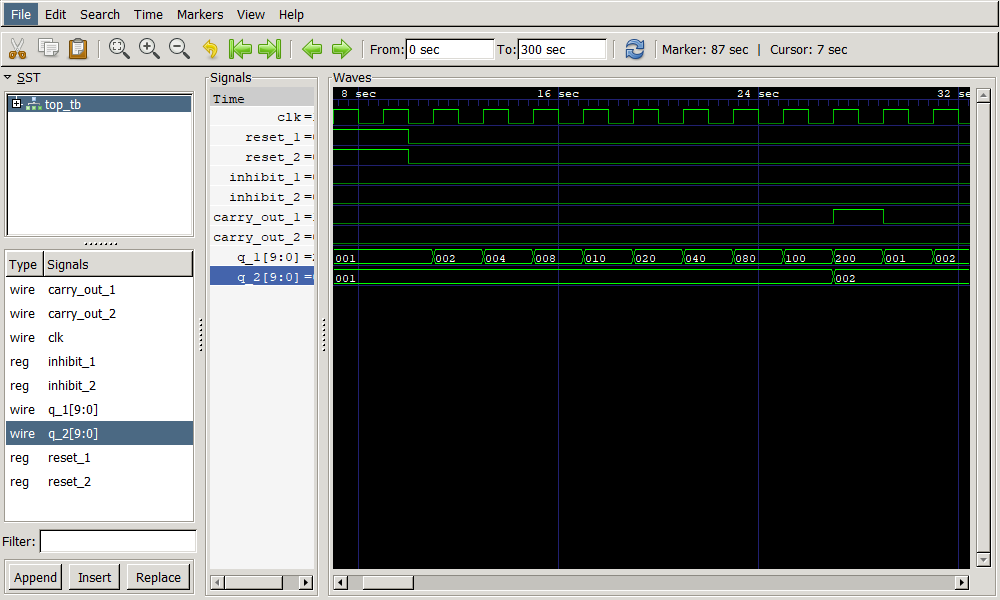 File Edit Search Time Markers View Help
From: 0 sec To: 300 sec Marker: 87 sec | Cursor: 7 sec
SST
top_tb
Type Signals
wire carry_out_1
wire carry_out_2
wire clk
reg inhibit_1
reg inhibit_2
wire q_1[9:0]
wire q_2[9:0]
reg reset_1
reg reset_2
Filter:
Append Insert Replace
Signals
Time
clk =
reset_1 =
reset_2 =
inhibit_1 =
inhibit_2 =
carry_out_1 =
carry_out_2 =
q_1[9:0] =
q_2[9:0] =
Waves
8 sec 16 sec 24 sec 32 se
001 002 004 008 010 020 040 080 100 200 001 002
001 002